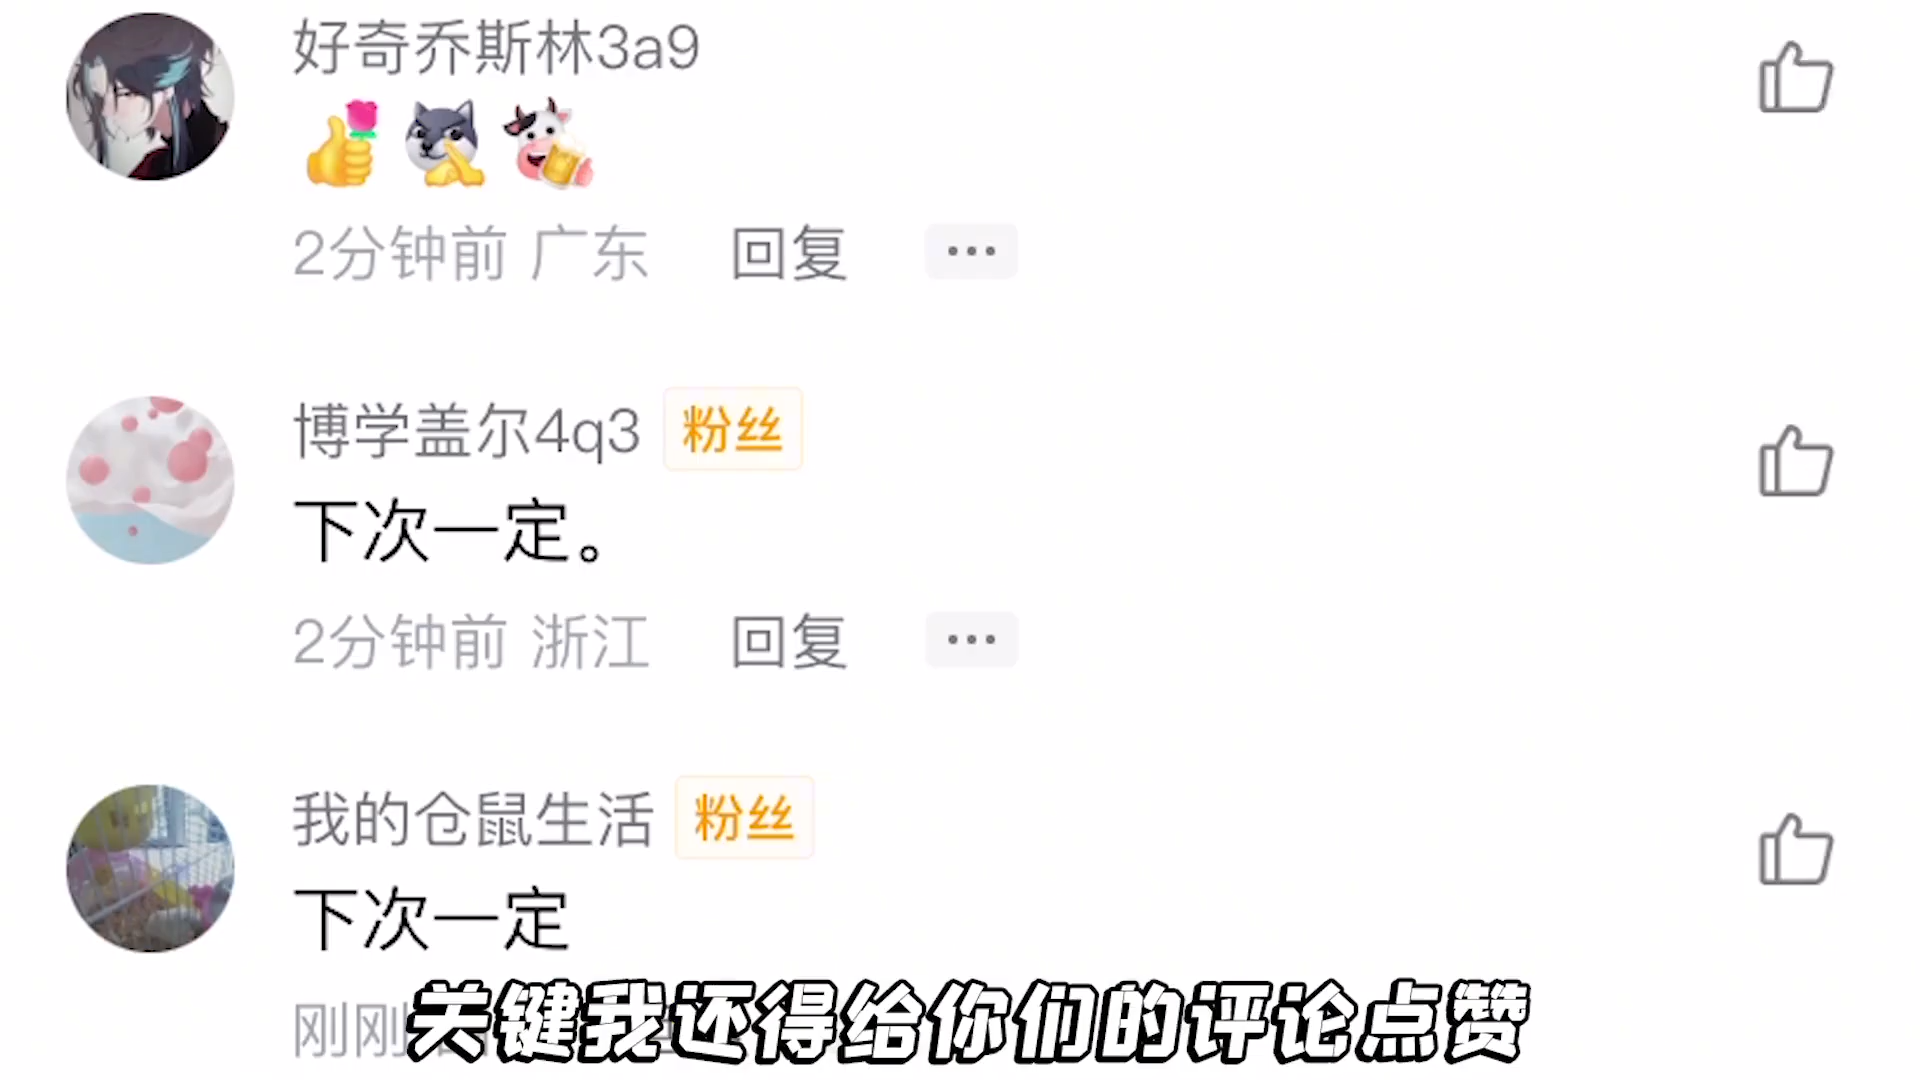 好奇乔斯林3a9
2分钟前 广东 回复
博学盖尔4q3 粉丝
下次一定。
2分钟前 浙江 回复
我的仓鼠生活 粉丝
下次一定
刚刚
关键我还得给你们的评论点赞